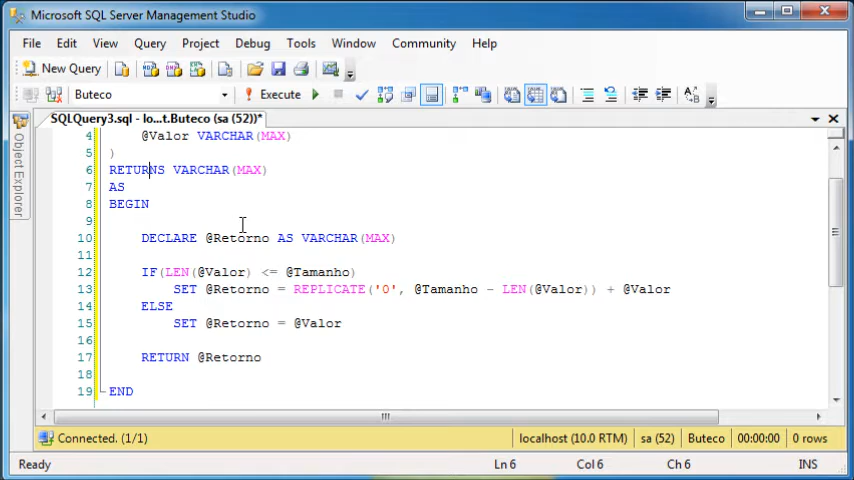 Microsoft SQL Server Management Studio
File Edit View Query Project Debug Tools Window Community Help
New Query
Buteco Execute
SQLQuery3.sql - lo...t.Buteco (sa (52))*
Object Explorer
4 @Valor VARCHAR(MAX)
5 )
6 RETURNS VARCHAR(MAX)
7 AS
8 BEGIN
9
10 DECLARE @Retorno AS VARCHAR(MAX)
11
12 IF(LEN(@Valor) <= @Tamanho)
13 SET @Retorno = REPLICATE('0', @Tamanho - LEN(@Valor)) + @Valor
14 ELSE
15 SET @Retorno = @Valor
16
17 RETURN @Retorno
18
19 END
Connected. (1/1) localhost (10.0 RTM) sa (52) Buteco 00:00:00 0 rows
Ready Ln 6 Col 6 Ch 6 INS